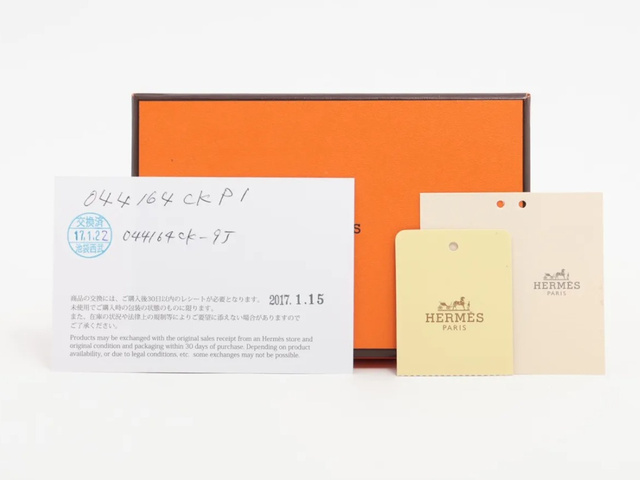 044164CKP1
交換済
17.1.22
池袋西武
044164CK-9J
商品の交換には、ご購入後30日以内のレシートが必要となります。
未使用でご購入時の包装の状態のものに限ります。
また、在庫の状況や法律上の規制等によりご要望に添えない場合がありますので
ご了承ください。
2017.1.15
Products may be exchanged with the original sales receipt from an Hermès store and
original condition and packaging within 30 days of purchase. Depending on product
availability, or due to legal conditions, etc. some exchanges may not be possible.
HERMÈS
PARIS
HERMÈS
PARIS